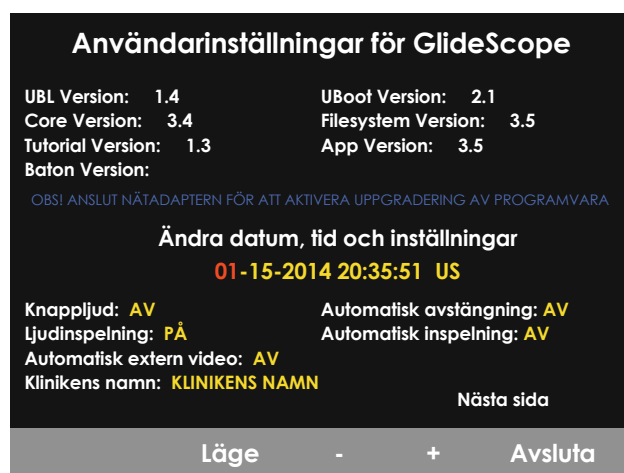 Användarinställningar för GlideScope
UBL Version: 1.4 UBoot Version: 2.1
Core Version: 3.4 Filesystem Version: 3.5
Tutorial Version: 1.3 App Version: 3.5
Baton Version:
OBS! ANSLUT NÄTADAPTERN FÖR ATT AKTIVERA UPPGRADERING AV PROGRAMVARA
Ändra datum, tid och inställningar
01-15-2014 20:35:51 US
Knappljud: AV Automatisk avstängning: AV
Ljudinspelning: PÅ Automatisk inspelning: AV
Automatisk extern video: AV
Klinikens namn: KLINIKENS NAMN
Nästa sida
Läge - + Avsluta